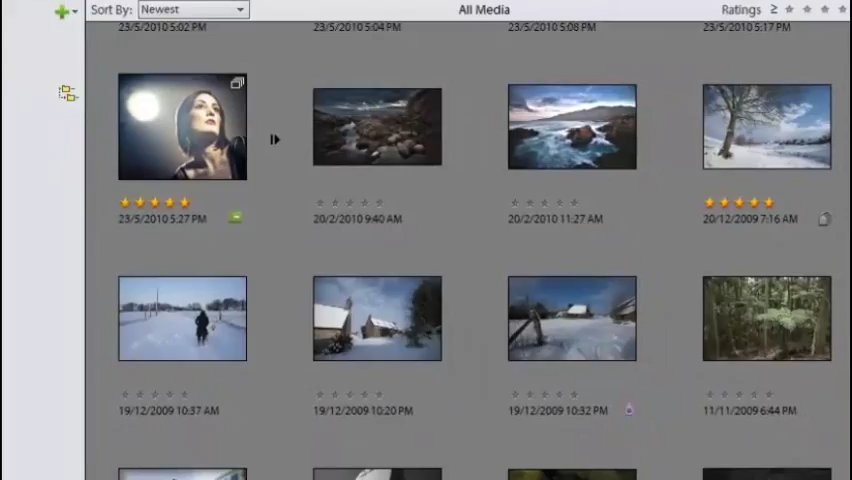 Sort By: Newest All Media Ratings ≥
23/5/2010 5:02 PM 23/5/2010 5:04 PM 23/5/2010 5:08 PM 23/5/2010 5:17 PM
23/5/2010 5:27 PM 20/2/2010 9:40 AM 20/2/2010 11:27 AM 20/12/2009 7:16 AM
19/12/2009 10:37 AM 19/12/2009 10:20 PM 19/12/2009 10:32 PM 11/11/2009 6:44 PM